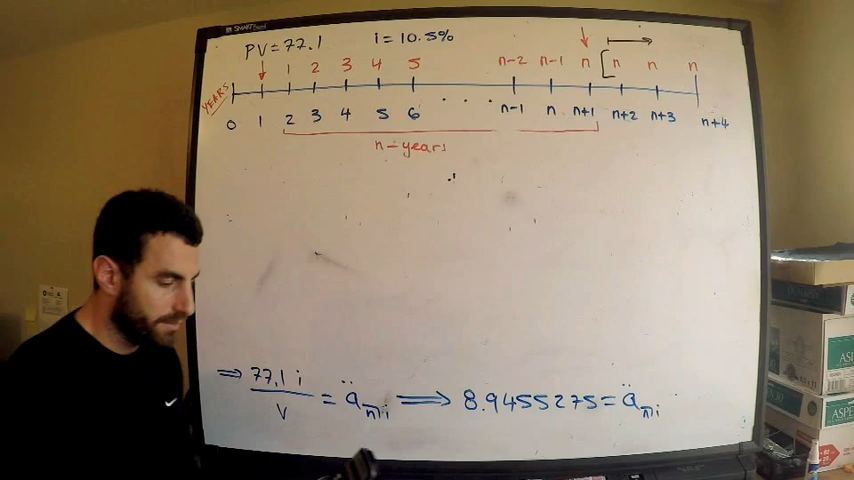 SMART
PV=77.1 i=10.5%
1 2 3 4 5 n-2 n-1 n [n n n
YEARS
0 1 2 3 4 5 6 . . . n-1 n n+1 n+2 n+3 n+4
n-years
⇒ 77.1 i / v = ä n̅| i ⇒ 8.9455275 = ä n̅| i